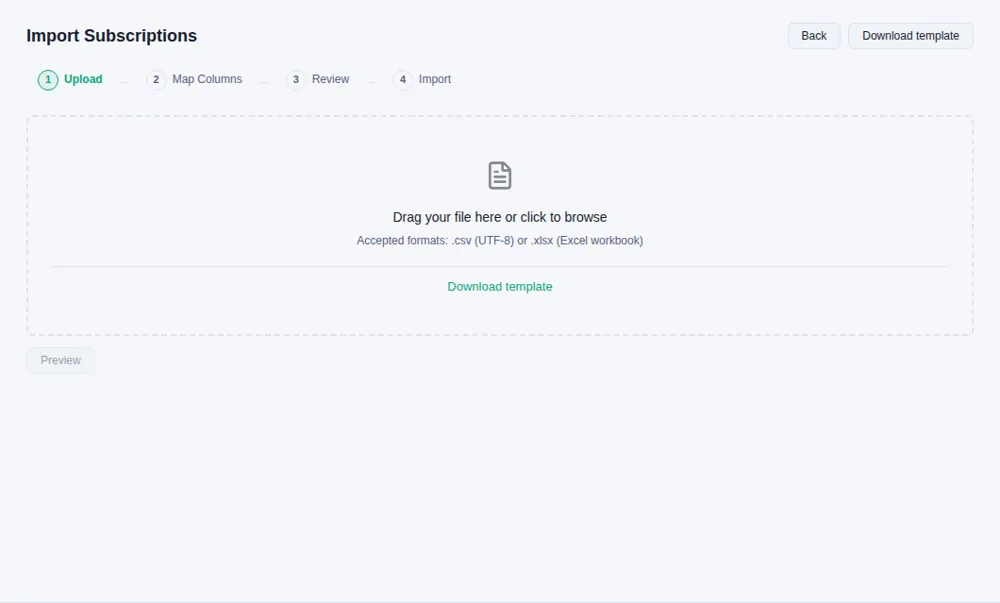 Import Subscriptions
Back
Download template
1 Upload
2 Map Columns
3 Review
4 Import
Drag your file here or click to browse
Accepted formats: .csv (UTF-8) or .xlsx (Excel workbook)
Download template
Preview